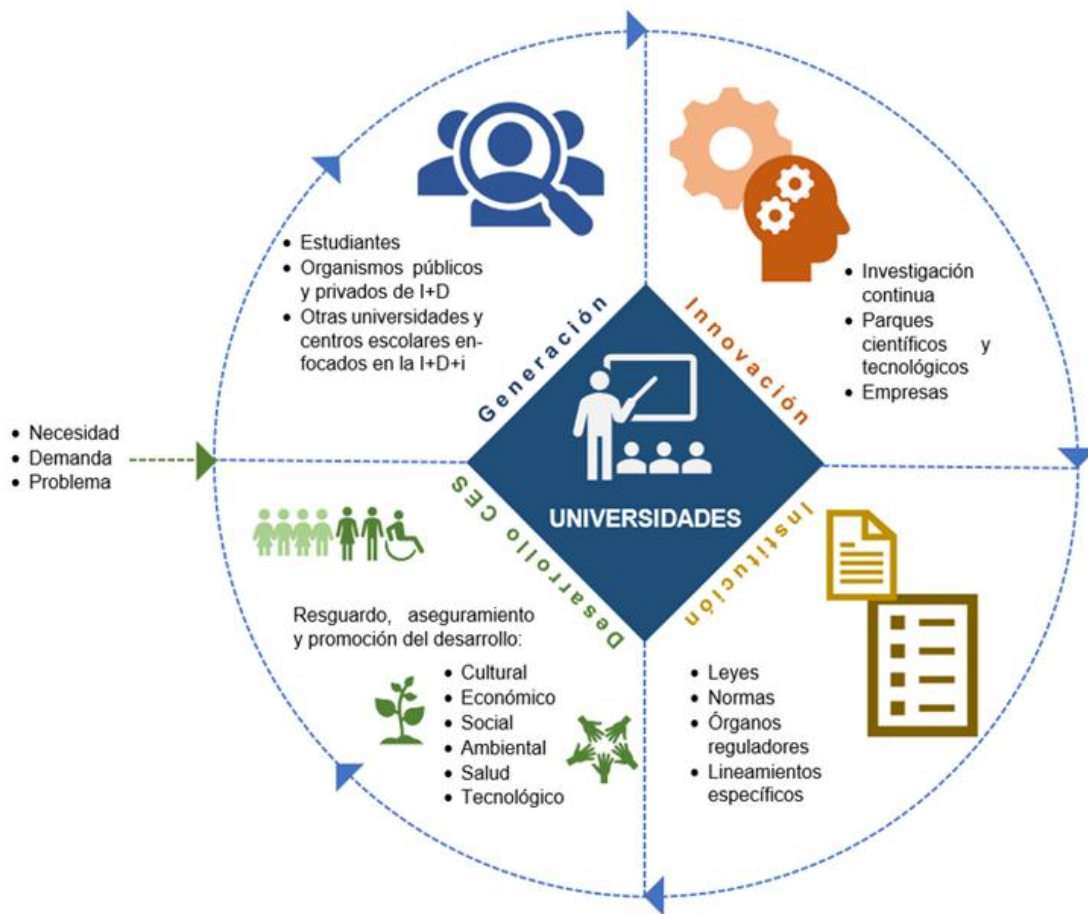 • Necesidad
• Demanda
• Problema
• Estudiantes
• Organismos públicos
y privados de I+D
• Otras universidades y
centros escolares en-
focados en la I+D+i
Generación
Innovación
• Investigación
continua
• Parques
científicos y
tecnológicos
• Empresas
UNIVERSIDADES
Desarrollo CES
Institución
Resguardo, aseguramiento
y promoción del desarrollo:
• Cultural
• Económico
• Social
• Ambiental
• Salud
• Tecnológico
• Leyes
• Normas
• Órganos
reguladores
• Lineamientos
específicos